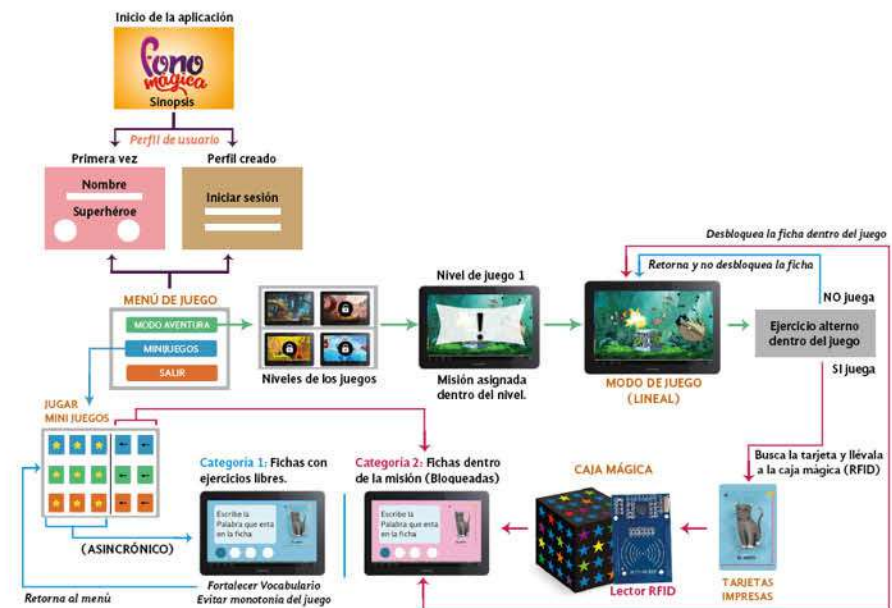 Inicio de la aplicación
Fono
mágica
Sinopsis
Perfil de usuario
Primera vez
Nombre
Superhéroe
Perfil creado
Iniciar sesión
MENÚ DE JUEGO
MODO AVENTURA
MINIJUEGOS
SALIR
Niveles de los juegos
Nivel de juego 1
!
Misión asignada
dentro del nivel.
MODO DE JUEGO
(LINEAL)
Desbloquea la ficha dentro del juego
Retorna y no desbloquea la ficha
NO juega
Ejercicio alterno
dentro del juego
SI juega
Busca la tarjeta y llévala
a la caja mágica (RFID)
TARJETAS
IMPRESAS
CAJA MÁGICA
Lector RFID
Categoría 2: Fichas dentro
de la misión (Bloqueadas)
Escribe la
Palabra que esta
en la ficha
Categoría 1: Fichas con
ejercicios libres.
Escribe la
Palabra que esta
en la ficha
Fortalecer Vocabulario
Evitar monotonía del juego
JUGAR
MINI JUEGOS
(ASINCRÓNICO)
Retorna al menú